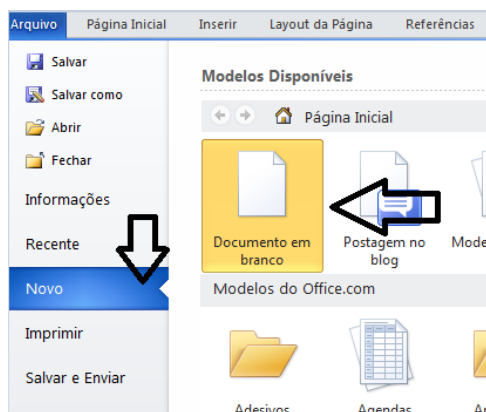 Arquivo Página Inicial Inserir Layout da Página Referências
Salvar
Salvar como
Abrir
Fechar
Informações
Recente
Novo
Imprimir
Salvar e Enviar
Modelos Disponíveis
Página Inicial
Documento em
branco
Postagem no
blog
Mode
Modelos do Office.com
Adesivos Agendas